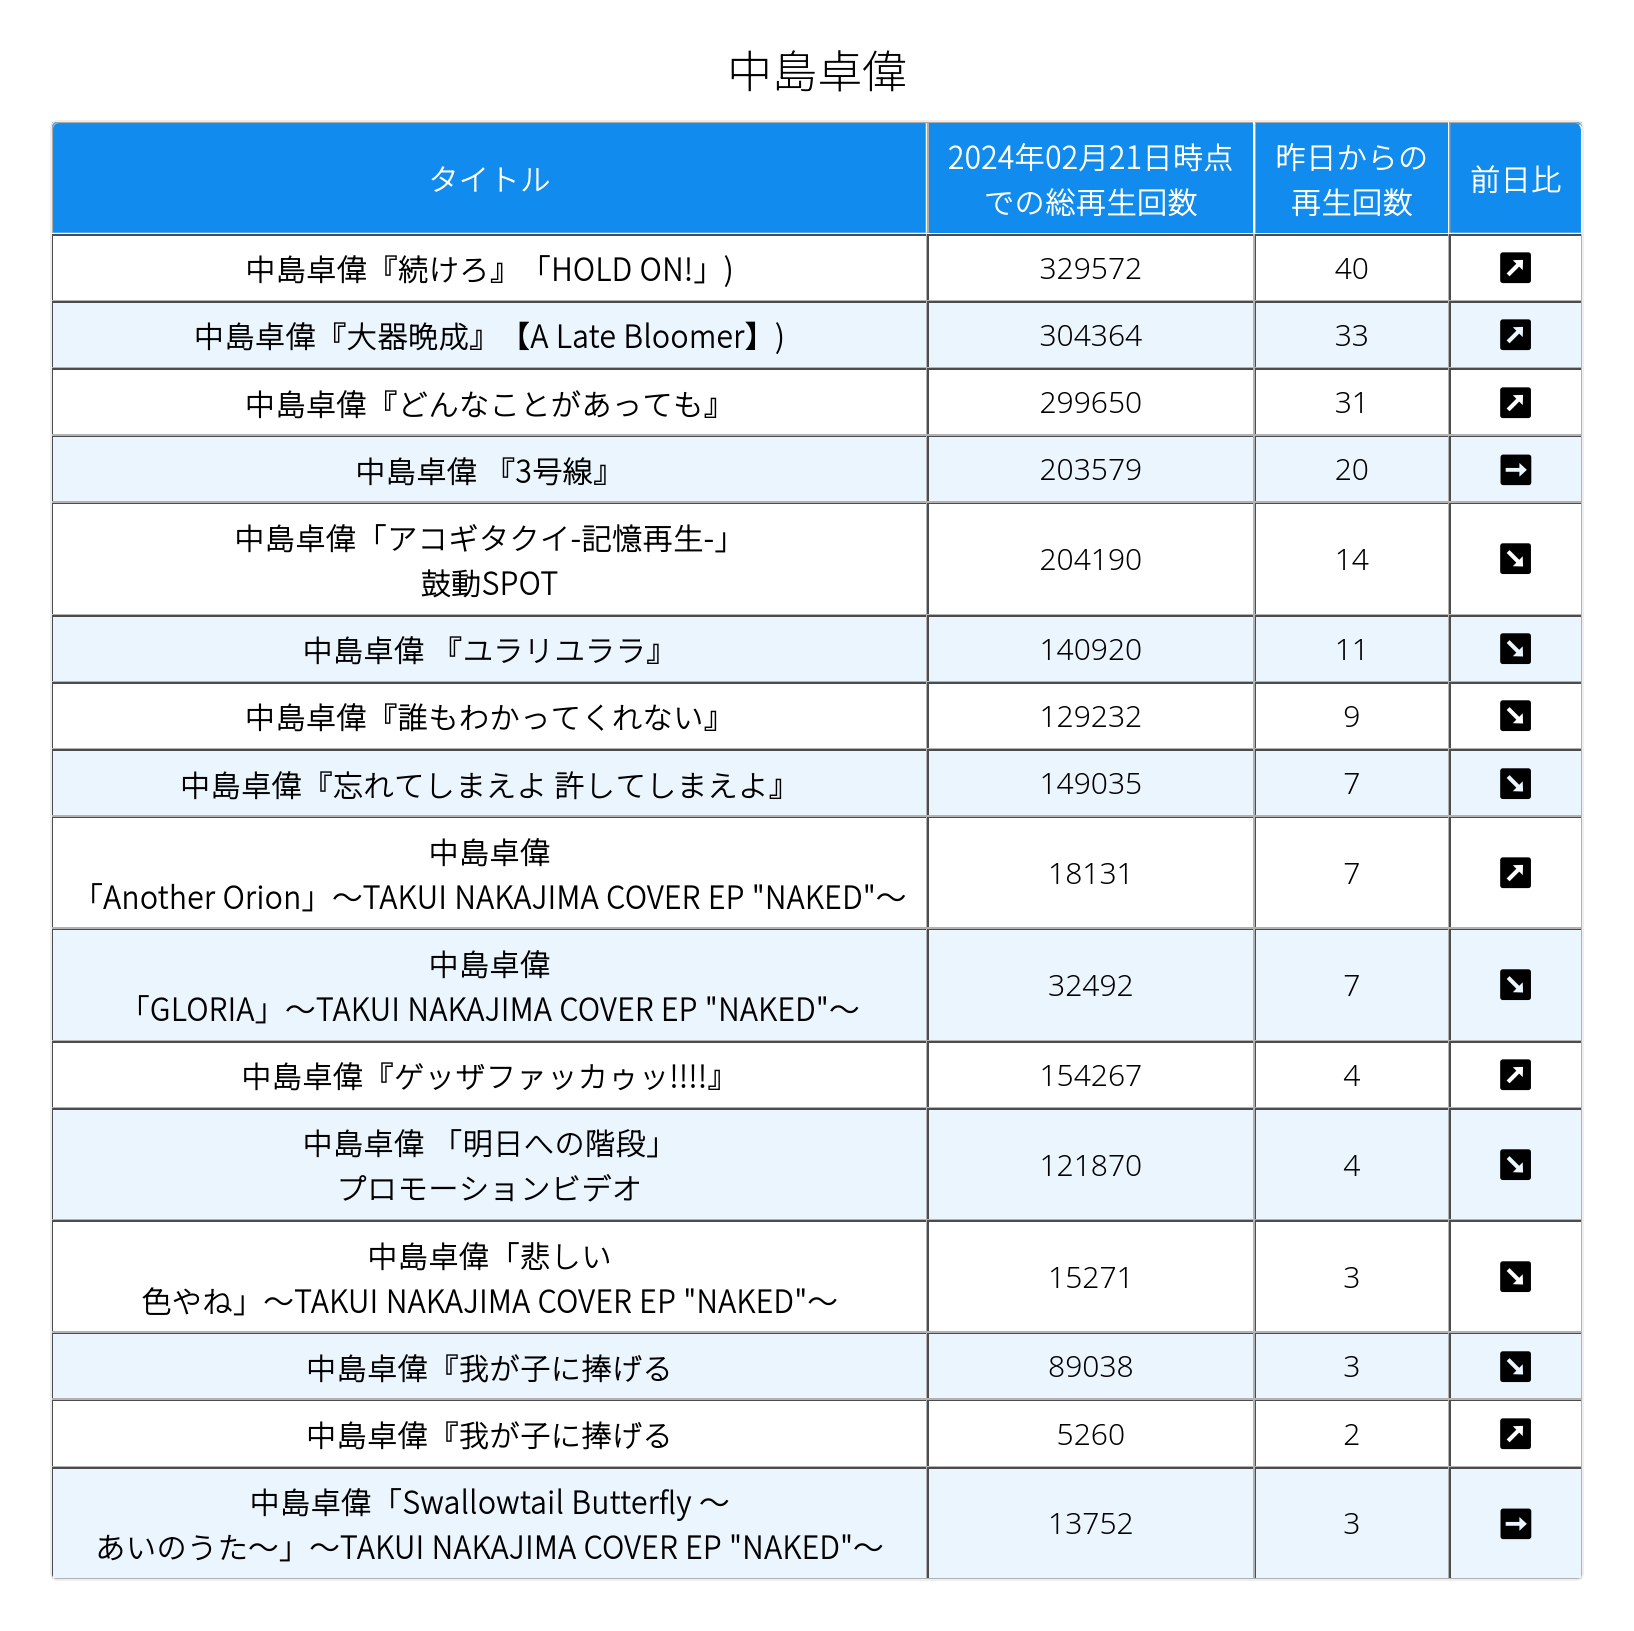 中島卓偉
タイトル
2024年02月21日時点
での総再生回数
昨日からの
再生回数
前日比
中島卓偉『続けろ』「HOLD ON!」)
329572
40
中島卓偉『大器晩成』【A Late Bloomer】)
304364
33
中島卓偉『どんなことがあっても』
299650
31
中島卓偉 『3号線』
203579
20
中島卓偉「アコギタクイ-記憶再生-」
鼓動SPOT
204190
14
中島卓偉 『ユラリユララ』
140920
11
中島卓偉『誰もわかってくれない』
129232
9
中島卓偉『忘れてしまえよ 許してしまえよ』
149035
7
中島卓偉
「Another Orion」〜TAKUI NAKAJIMA COVER EP "NAKED"〜
18131
7
中島卓偉
「GLORIA」〜TAKUI NAKAJIMA COVER EP "NAKED"〜
32492
7
中島卓偉『ゲッザファッカゥッ!!!!』
154267
4
中島卓偉 「明日への階段」
プロモーションビデオ
121870
4
中島卓偉「悲しい
色やね」〜TAKUI NAKAJIMA COVER EP "NAKED"〜
15271
3
中島卓偉『我が子に捧げる
89038
3
中島卓偉『我が子に捧げる
5260
2
中島卓偉「Swallowtail Butterfly 〜
あいのうた〜」〜TAKUI NAKAJIMA COVER EP "NAKED"〜
13752
3